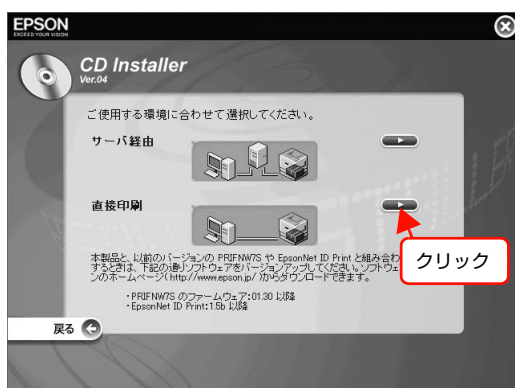 EPSON
EXCEED YOUR VISION
CD Installer
Ver.04
ご使用する環境に合わせて選択してください。
サーバ経由
直接印刷
クリック
本製品と、以前のバージョンの PRIFNW7S や EpsonNet ID Print と組み合わ
するときは、下記の通りソフトウェアをバージョンアップしてください。ソフトウェ
ンのホームページ(http://www.epson.jp/)からダウンロードできます。
・PRIFNW7S のファームウェア:01.30 以降
・EpsonNet ID Print:1.5b 以降
戻る